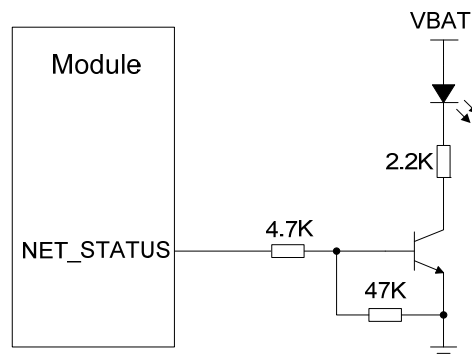 VBAT
Module
2.2K
4.7K
NET_STATUS
47K